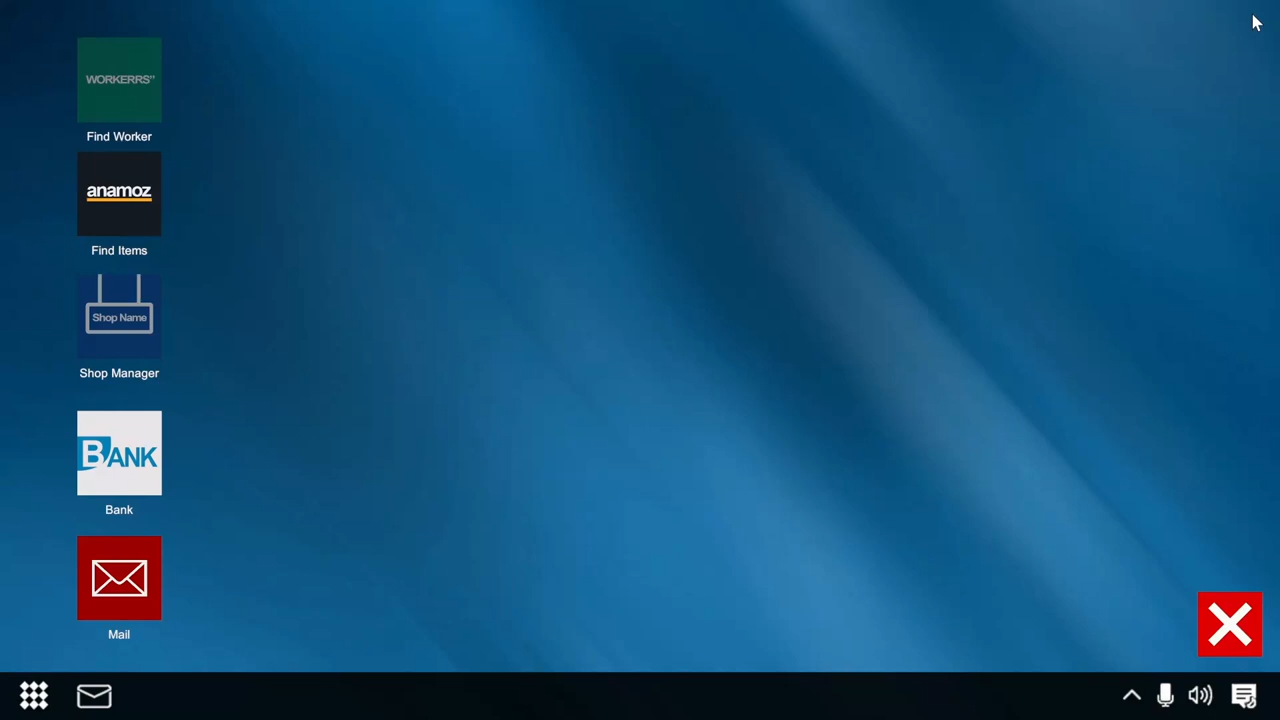 WORKERRS”
Find Worker
anamoz
Find Items
Shop Name
Shop Manager
BANK
Bank
Mail